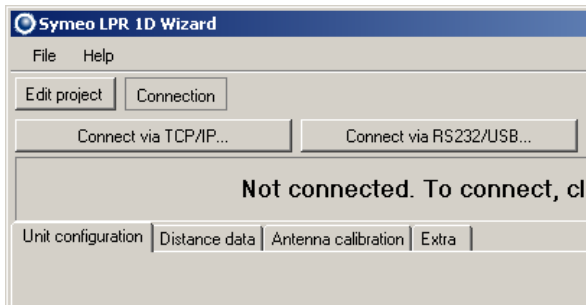 Symeo LPR 1D Wizard
File Help
Edit project Connection
Connect via TCP/IP... Connect via RS232/USB...
Not connected. To connect, cl
Unit configuration Distance data Antenna calibration Extra